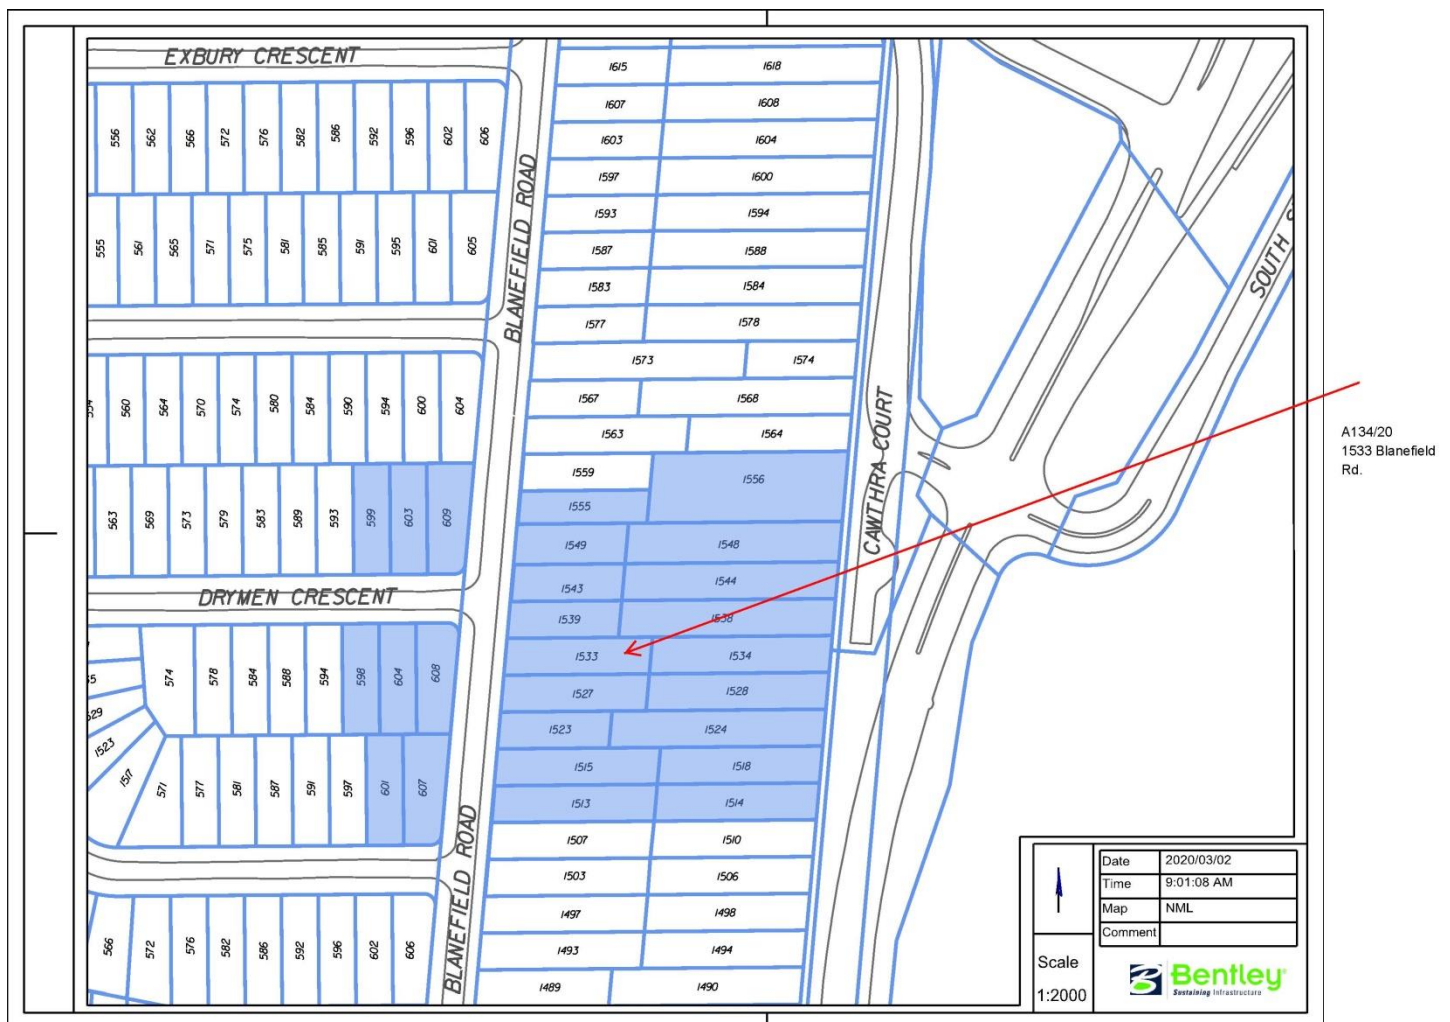 EXBURY CRESCENT
1615 1618
556 562 566 572 576 582 586 592 596 602 606
1607 1608
1603 1604
BLANEFIELD ROAD
1597 1600
1593 1594
555 561 565 571 575 581 585 591 595 601 605
1587 1588
1583 1584
SOUTH S
1577 1578
1573 1574
554 560 564 570 574 580 584 590 594 600 604
1567 1568
CAWTHRA COURT
1563 1564
A134/20
1533 Blanefield
Rd.
1559 1556
1555
563 569 573 579 583 589 593 599 603 609
1549 1548
1543 1544
DRYMEN CRESCENT
1539 1538
1533 1534
574 578 584 588 594 598 604 608
35
1527 1528
529
1523 1524
1523
1517
1515 1518
571 577 581 587 591 597 601 607
1513 1514
1507 1510
BLANEFIELD ROAD
1503 1506
1497 1498
566 572 576 582 586 592 596 602 606
1493 1494
1489 1490
Date 2020/03/02
Time 9:01:08 AM
Map NML
Comment
Scale
1:2000
Bentley
Sustaining Infrastructure